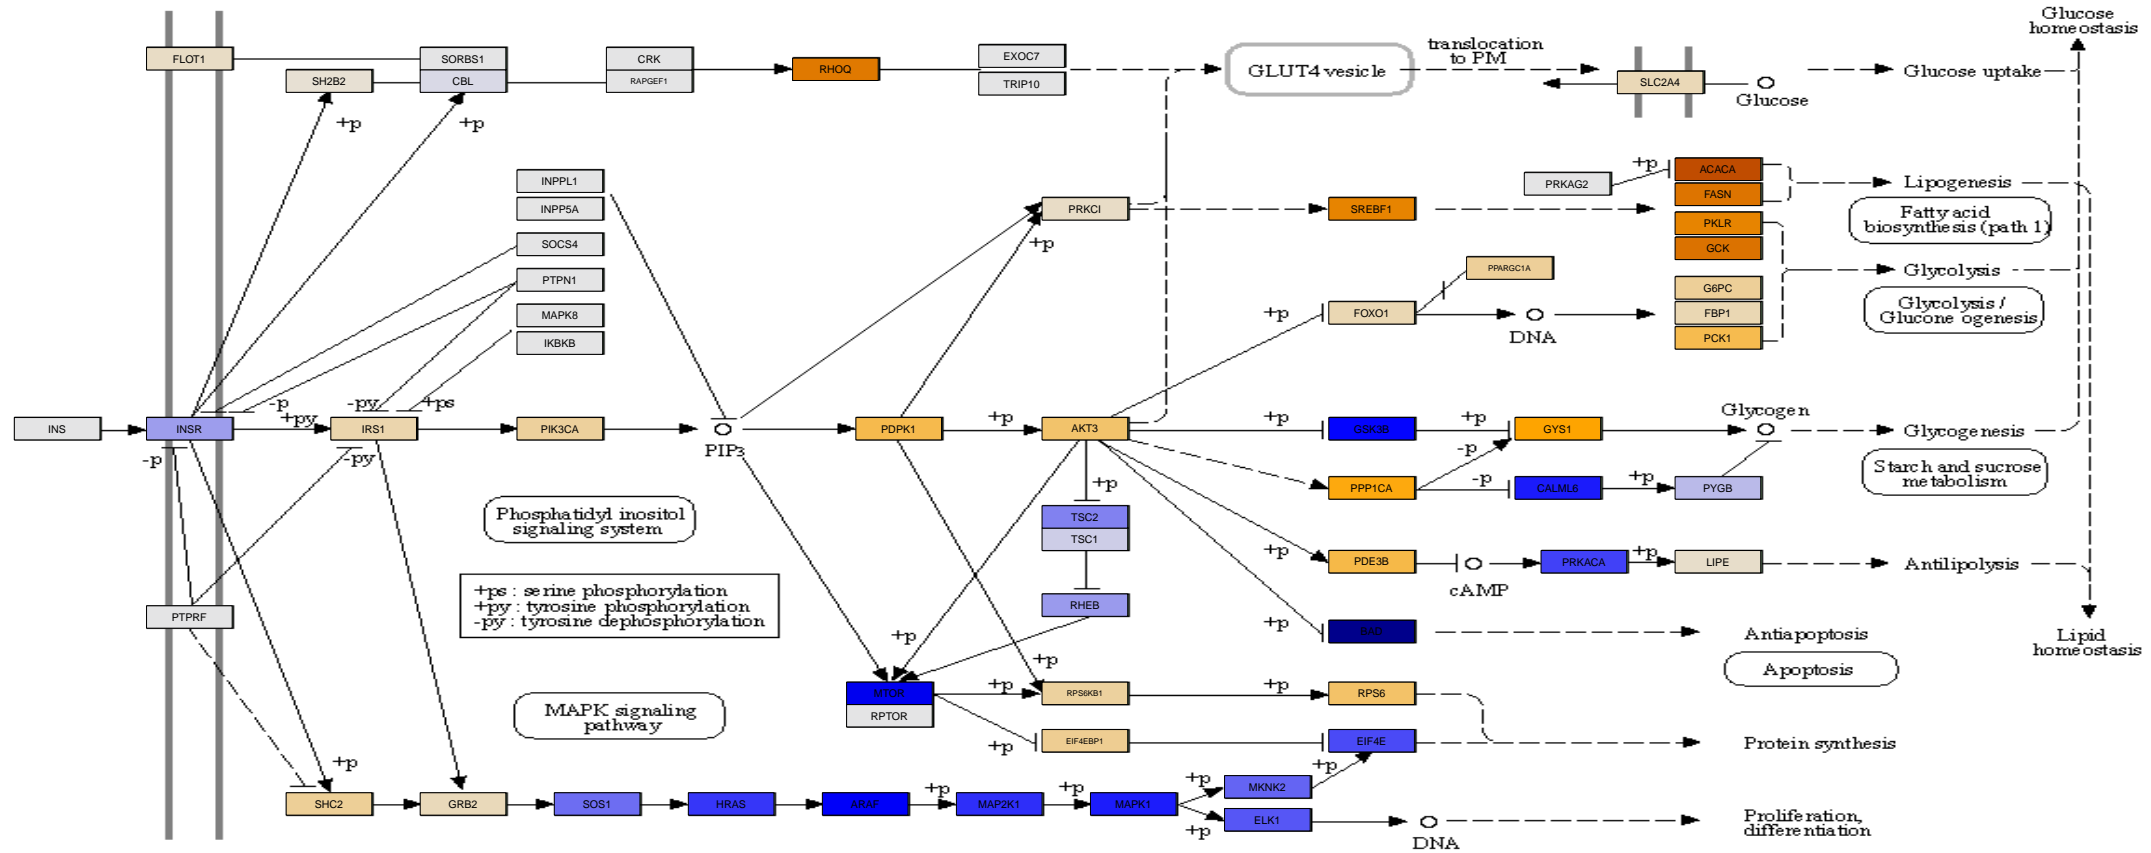 Glucose
homeostasis
FLOT1
SORBS1
CRK
EXOC7
translocation
to PM
SH2B2
CBL
RAPGEF1
RHOQ
TRIP10
GLUT4 vesicle
SLC2A4
Glucose
Glucose uptake
+p
+p
INPPL1
INPP5A
SOCS4
PTPN1
MAPK8
IKBKB
PRKCI
+p
SREBF1
PRKAG2
+p
ACACA
FASN
PKLR
GCK
Lipogenesis
Fatty acid
biosynthesis (path 1)
Glycolysis
Glycolysis /
Glucone ogenesis
PPARGC1A
G6PC
FBP1
PCK1
+p
FOXO1
DNA
-p
+py
-py
+ps
INS
INSR
IRS1
PIK3CA
PIP3
PDPK1
+p
AKT3
+p
GSK3B
+p
GYS1
Glycogen
Glycogenesis
-p
-py
+p
PPP1CA
-p
-p
CALML6
+p
PYGB
Starch and sucrose
metabolism
Phosphatidyl inositol
signaling system
TSC2
TSC1
+p
PDE3B
cAMP
PRKACA
+p
LIPE
Antilipolysis
+ps : serine phosphorylation
+py : tyrosine phosphorylation
-py : tyrosine dephosphorylation
PTPRF
RHEB
+p
+p
BAD
Antiapoptosis
Apoptosis
Lipid
homeostasis
+p
MTOR
RPTOR
+p
RPS6KB1
+p
RPS6
MAPK signaling
pathway
+p
EIF4EBP1
EIF4E
Protein synthesis
+p
SHC2
GRB2
SOS1
HRAS
ARAF
+p
MAP2K1
+p
MAPK1
+p
MKNK2
+p
+p
ELK1
DNA
Proliferation,
differentiation